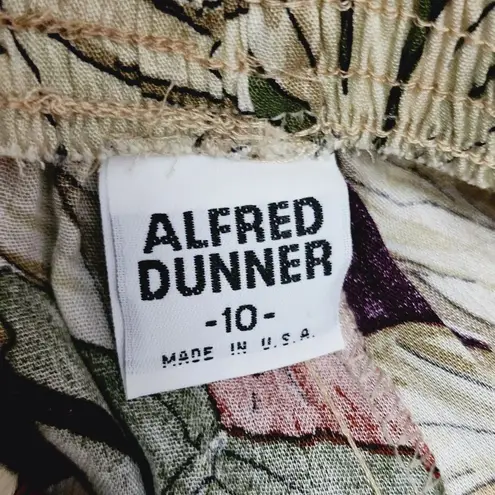 ALFRED
DUNNER
-10-
MADE IN U.S.A.